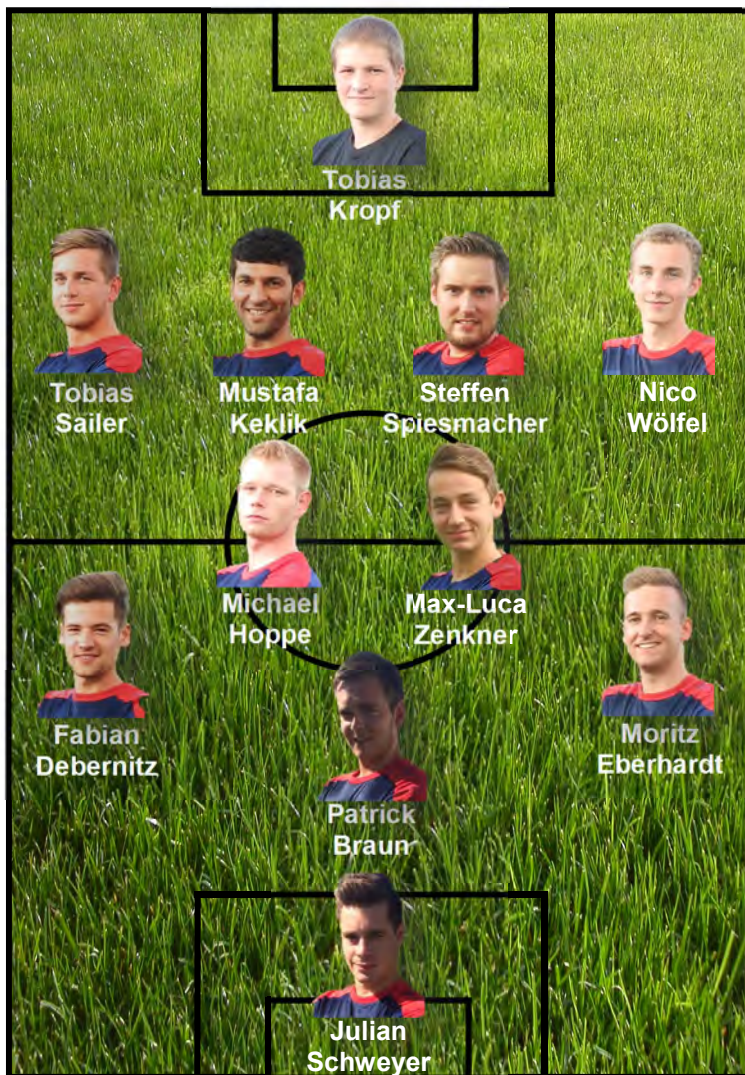 Tobias
Kropf
Tobias
Sailer
Mustafa
Keklik
Steffen
Spiesmacher
Nico
Wölfel
Michael
Hoppe
Max-Luca
Zenkner
Fabian
Debernitz
Moritz
Eberhardt
Patrick
Braun
Julian
Schweyer